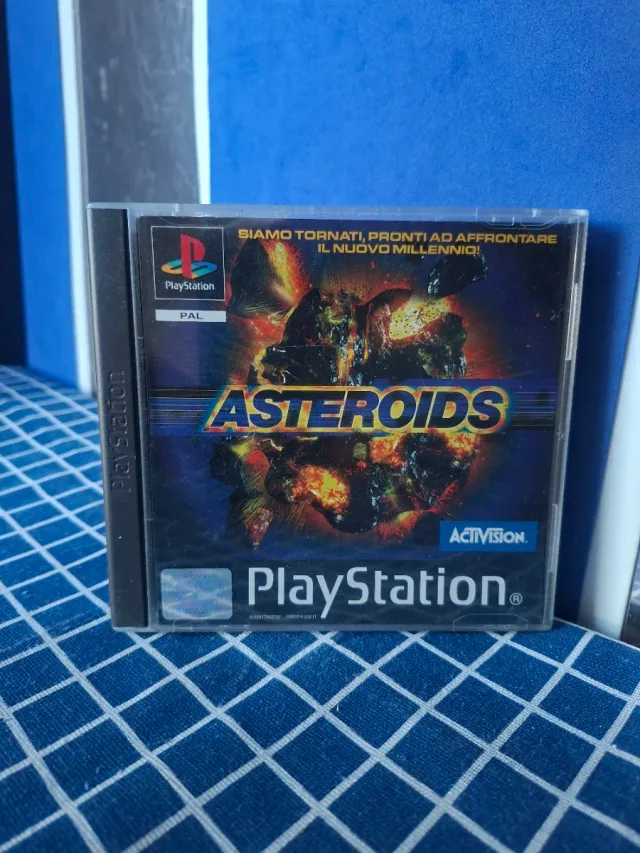 SIAMO TORNATI, PRONTI AD AFFRONTARE
IL NUOVO MILLENNIO!
PlayStation
PAL
PlayStation
ASTEROIDS
ACTIVISION.
PlayStation®